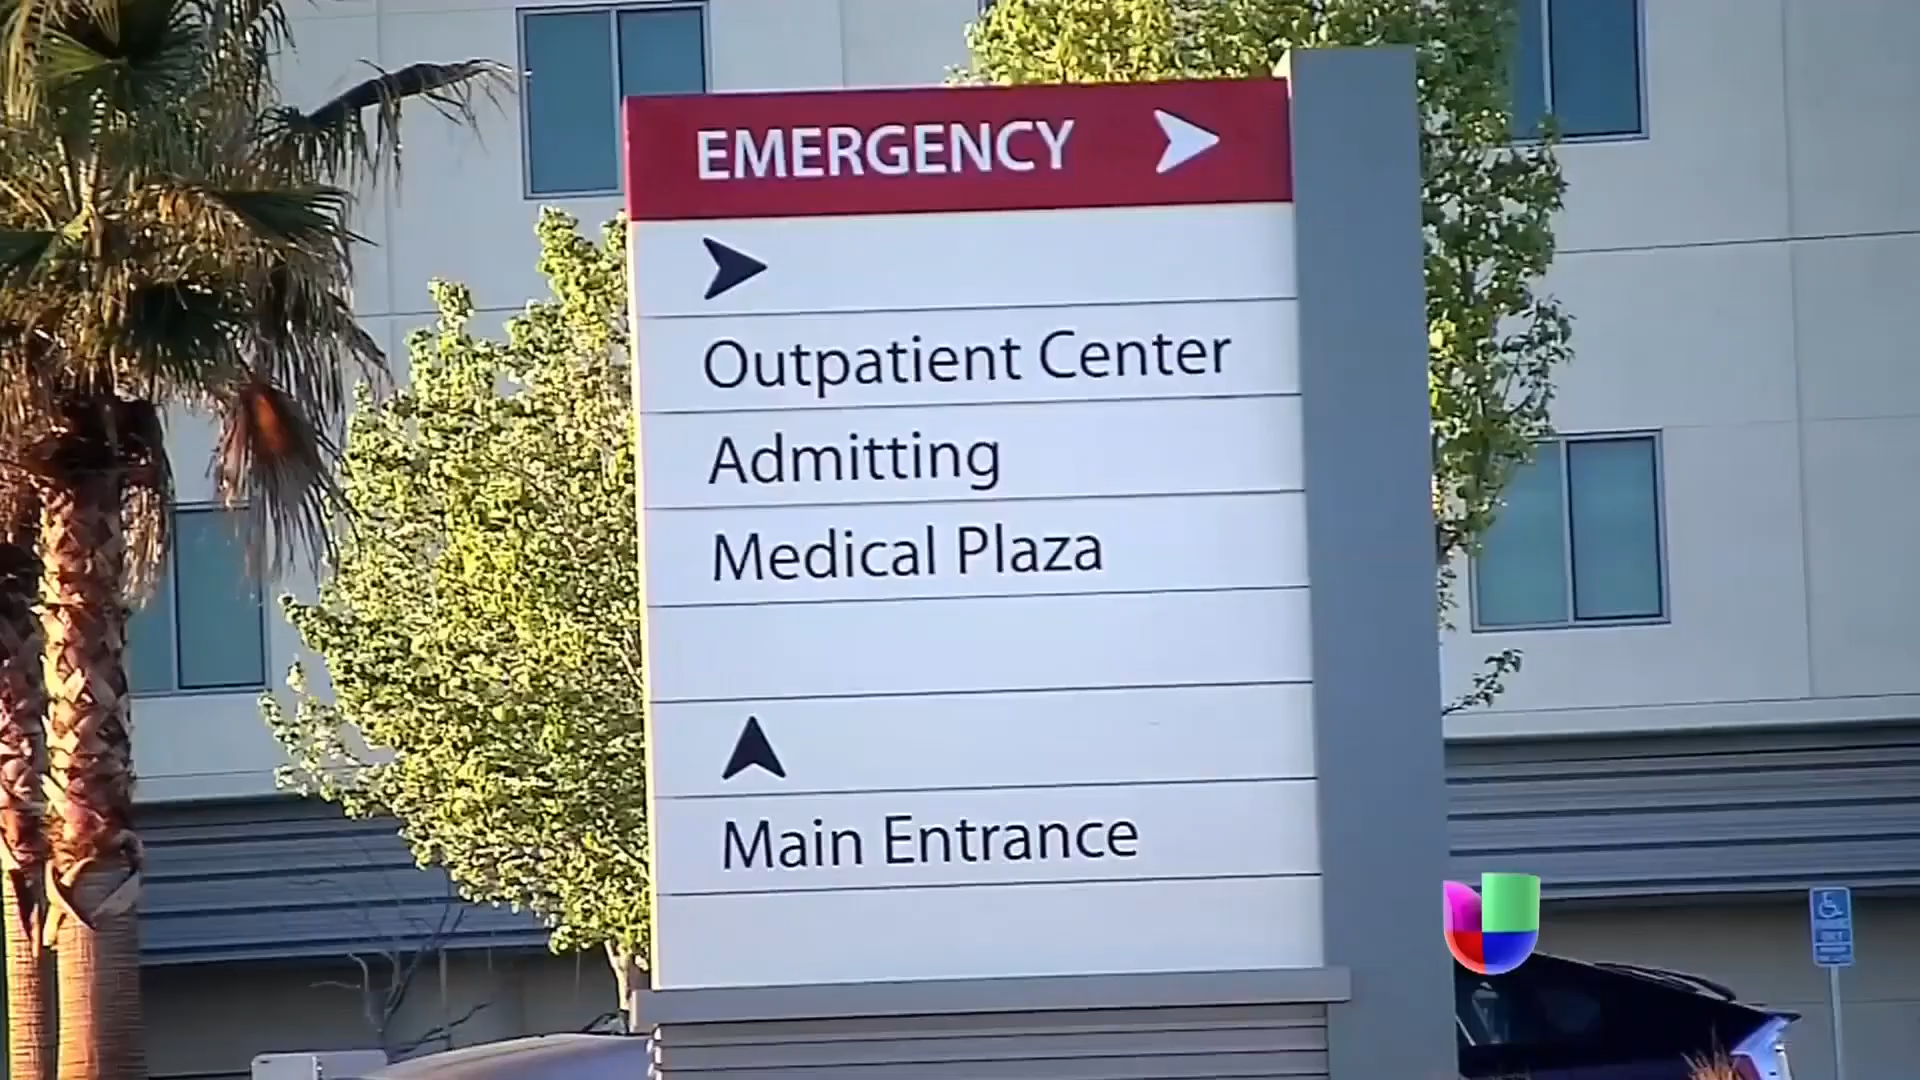 EMERGENCY
Outpatient Center
Admitting
Medical Plaza
Main Entrance